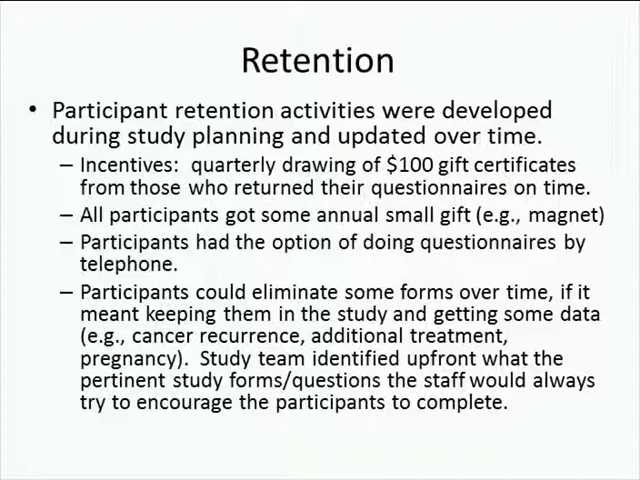 Retention
• Participant retention activities were developed
during study planning and updated over time.
– Incentives:  quarterly drawing of $100 gift certificates
from those who returned their questionnaires on time.
– All participants got some annual small gift (e.g., magnet)
– Participants had the option of doing questionnaires by
telephone.
– Participants could eliminate some forms over time, if it
meant keeping them in the study and getting some data
(e.g., cancer recurrence, additional treatment,
pregnancy).  Study team identified upfront what the
pertinent study forms/questions the staff would always
try to encourage the participants to complete.